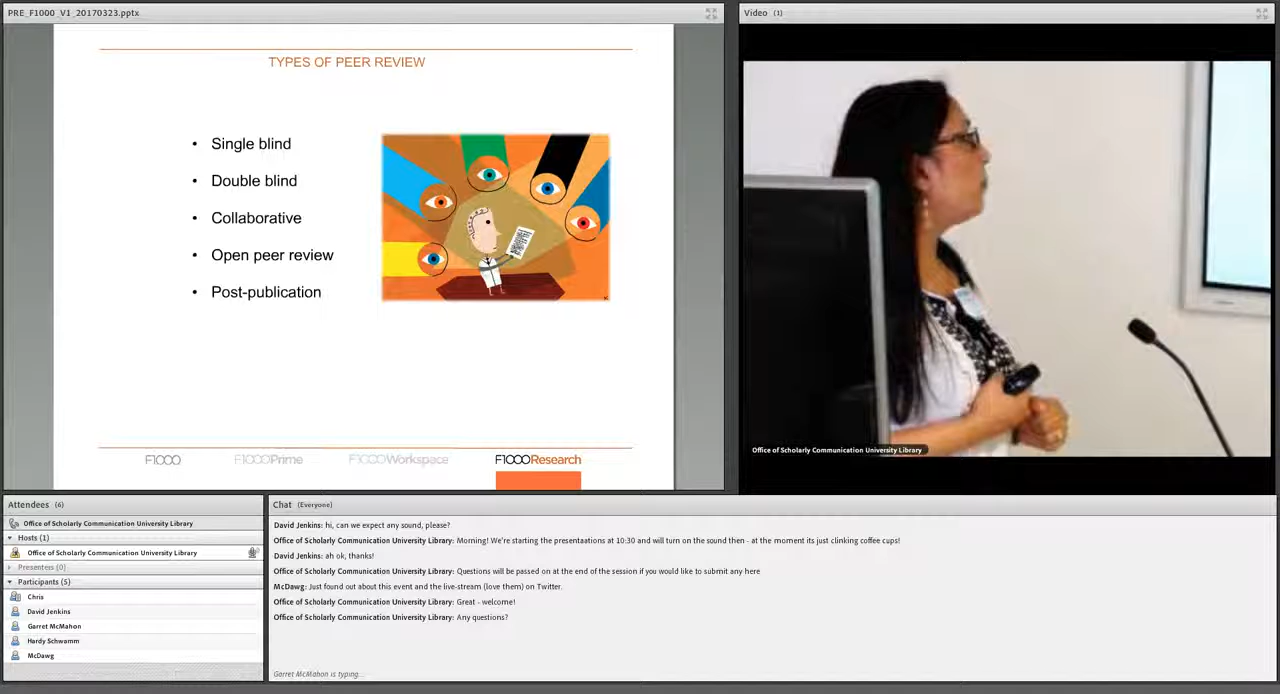 PRE_F1000_V1_20170323.pptx
TYPES OF PEER REVIEW
• Single blind
• Double blind
• Collaborative
• Open peer review
• Post-publication
F1000
F1000Prime
F1000Workspace
F1000Research
Video (1)
Office of Scholarly Communication University Library
Attendees (6)
Office of Scholarly Communication University Library
Hosts (1)
Office of Scholarly Communication University Library
Presenters (0)
Participants (5)
Chris
David Jenkins
Garret McMahon
Hardy Schwamm
McDawg
Chat (Everyone)
David Jenkins: hi, can we expect any sound, please?
Office of Scholarly Communication University Library: Morning! We're starting the presentaations at 10:30 and will turn on the sound then - at the moment its just clinking coffee cups!
David Jenkins: ah ok, thanks!
Office of Scholarly Communication University Library: Questions will be passed on at the end of the session if you would like to submit any here
McDawg: Just found out about this event and the live-stream (love them) on Twitter.
Office of Scholarly Communication University Library: Great - welcome!
Office of Scholarly Communication University Library: Any questions?
Garret McMahon is typing...